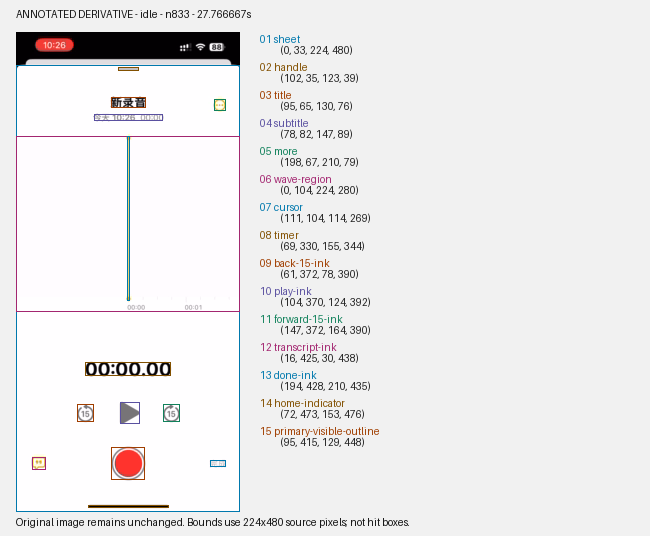 ANNOTATED DERIVATIVE - idle - n833 - 27.766667s
10:26
88
新录音
10:26 00:00
00:00 00:01
00:00.00
15 15
01 sheet
(0, 33, 224, 480)
02 handle
(102, 35, 123, 39)
03 title
(95, 65, 130, 76)
04 subtitle
(78, 82, 147, 89)
05 more
(198, 67, 210, 79)
06 wave-region
(0, 104, 224, 280)
07 cursor
(111, 104, 114, 269)
08 timer
(69, 330, 155, 344)
09 back-15-ink
(61, 372, 78, 390)
10 play-ink
(104, 370, 124, 392)
11 forward-15-ink
(147, 372, 164, 390)
12 transcript-ink
(16, 425, 30, 438)
13 done-ink
(194, 428, 210, 435)
14 home-indicator
(72, 473, 153, 476)
15 primary-visible-outline
(95, 415, 129, 448)
Original image remains unchanged. Bounds use 224x480 source pixels; not hit boxes.